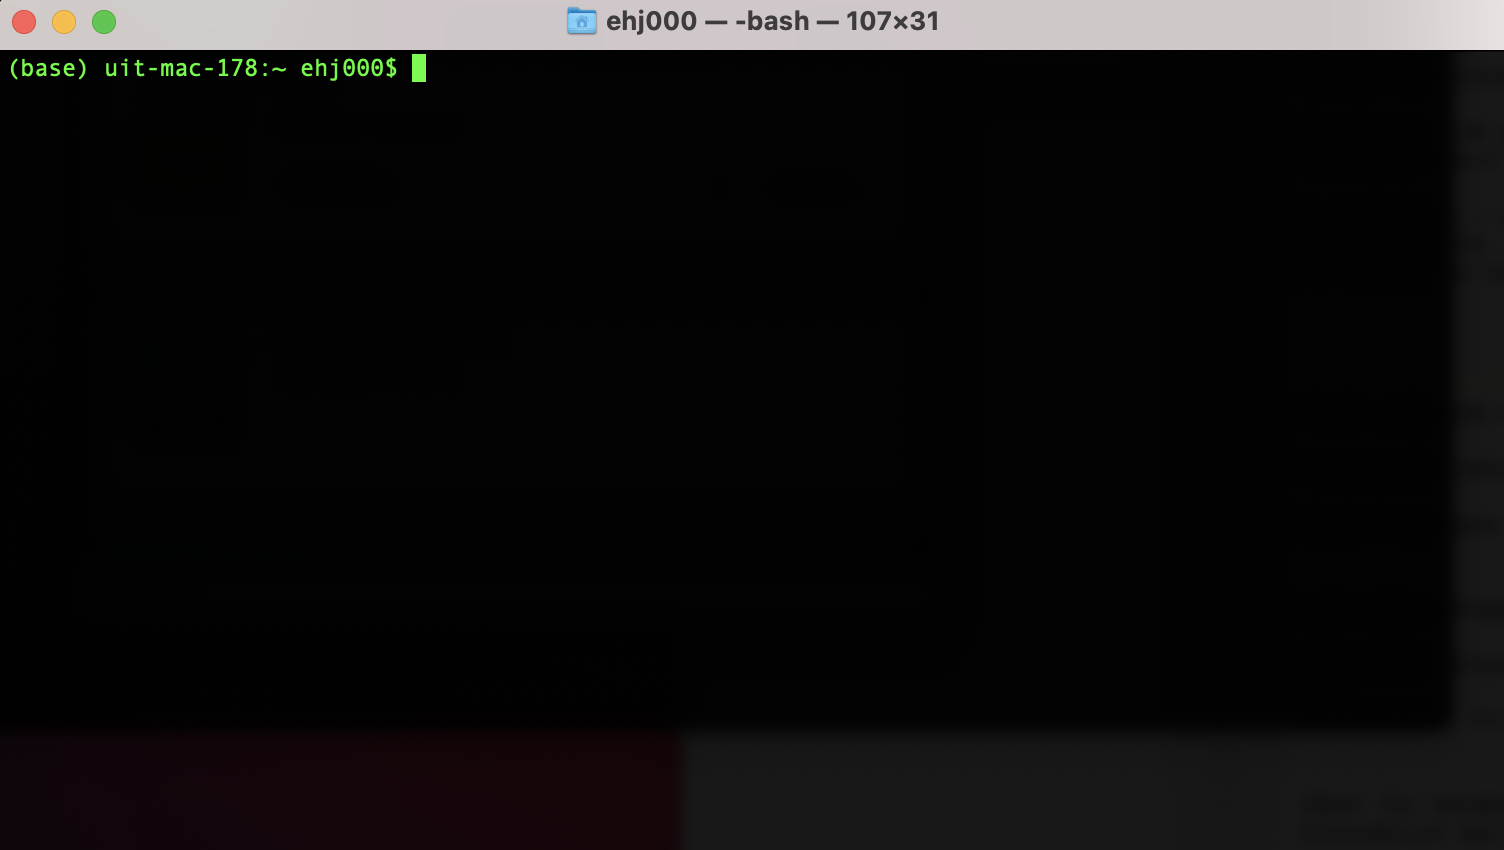 ehj000 — -bash — 107×31
(base) uit-mac-178:~ ehj000$